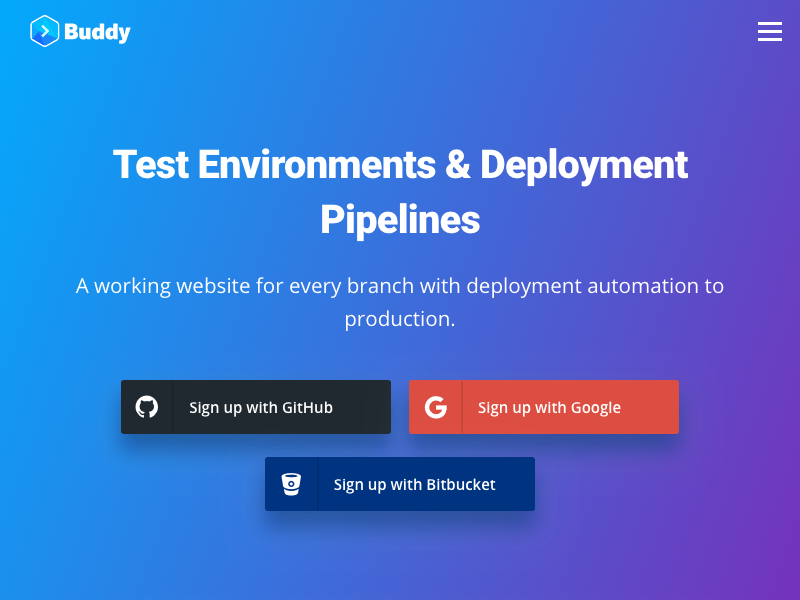 Buddy
Test Environments & Deployment
Pipelines
A working website for every branch with deployment automation to
production.
Sign up with GitHub
Sign up with Google
Sign up with Bitbucket